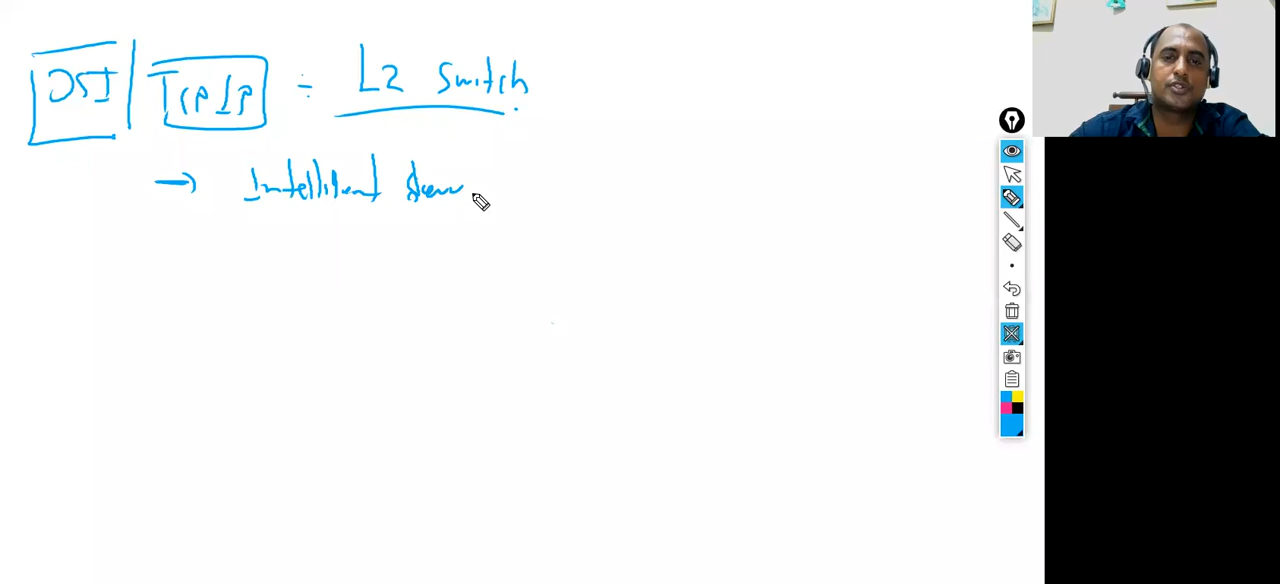 OSI | TCP IP ÷ L2 Switch
→ Intelligent